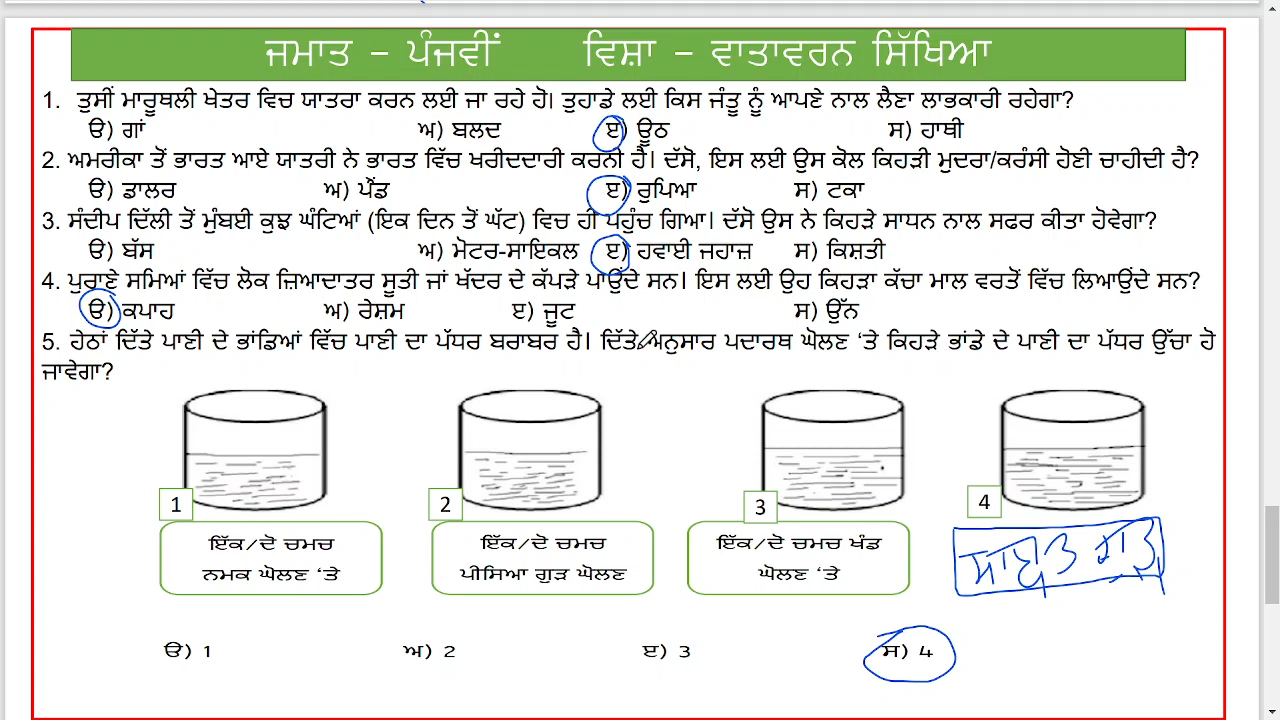 ਜਮਾਤ – ਪੰਜਵੀਂ ਵਿਸ਼ਾ – ਵਾਤਾਵਰਨ ਸਿੱਖਿਆ
1. ਤੁਸੀਂ ਮਾਰੂਥਲੀ ਖੇਤਰ ਵਿਚ ਯਾਤਰਾ ਕਰਨ ਲਈ ਜਾ ਰਹੇ ਹੋ। ਤੁਹਾਡੇ ਲਈ ਕਿਸ ਜੰਤੂ ਨੂੰ ਆਪਣੇ ਨਾਲ ਲੈਣਾ ਲਾਭਕਾਰੀ ਰਹੇਗਾ?
ੳ) ਗਾਂ ਅ) ਬਲਦ ੲ) ਊਠ ਸ) ਹਾਥੀ
2. ਅਮਰੀਕਾ ਤੋਂ ਭਾਰਤ ਆਏ ਯਾਤਰੀ ਨੇ ਭਾਰਤ ਵਿੱਚ ਖਰੀਦਦਾਰੀ ਕਰਨੀ ਹੈ। ਦੱਸੋ, ਇਸ ਲਈ ਉਸ ਕੋਲ ਕਿਹੜੀ ਮੁਦਰਾ/ਕਰੰਸੀ ਹੋਣੀ ਚਾਹੀਦੀ ਹੈ?
ੳ) ਡਾਲਰ ਅ) ਪੌਂਡ ੲ) ਰੁਪਿਆ ਸ) ਟਕਾ
3. ਸੰਦੀਪ ਦਿੱਲੀ ਤੋਂ ਮੁੰਬਈ ਕੁਝ ਘੰਟਿਆਂ (ਇਕ ਦਿਨ ਤੋਂ ਘੱਟ) ਵਿਚ ਹੀ ਪਹੁੰਚ ਗਿਆ। ਦੱਸੋ ਉਸ ਨੇ ਕਿਹੜੇ ਸਾਧਨ ਨਾਲ ਸਫਰ ਕੀਤਾ ਹੋਵੇਗਾ?
ੳ) ਬੱਸ ਅ) ਮੋਟਰ-ਸਾਇਕਲ ੲ) ਹਵਾਈ ਜਹਾਜ਼ ਸ) ਕਿਸ਼ਤੀ
4. ਪੁਰਾਣੇ ਸਮਿਆਂ ਵਿੱਚ ਲੋਕ ਜ਼ਿਆਦਾਤਰ ਸੂਤੀ ਜਾਂ ਖੱਦਰ ਦੇ ਕੱਪੜੇ ਪਾਉਂਦੇ ਸਨ। ਇਸ ਲਈ ਉਹ ਕਿਹੜਾ ਕੱਚਾ ਮਾਲ ਵਰਤੋਂ ਵਿੱਚ ਲਿਆਉਂਦੇ ਸਨ?
ੳ) ਕਪਾਹ ਅ) ਰੇਸ਼ਮ ੲ) ਜੂਟ ਸ) ਉੱਨ
5. ਹੇਠਾਂ ਦਿੱਤੇ ਪਾਣੀ ਦੇ ਭਾਂਡਿਆਂ ਵਿੱਚ ਪਾਣੀ ਦਾ ਪੱਧਰ ਬਰਾਬਰ ਹੈ। ਦਿੱਤੇ ਅਨੁਸਾਰ ਪਦਾਰਥ ਘੋਲਣ ‘ਤੇ ਕਿਹੜੇ ਭਾਂਡੇ ਦੇ ਪਾਣੀ ਦਾ ਪੱਧਰ ਉੱਚਾ ਹੋ
ਜਾਵੇਗਾ?
1 2 3 4
ਇੱਕ/ਦੋ ਚਮਚ ਇੱਕ/ਦੋ ਚਮਚ ਇੱਕ/ਦੋ ਚਮਚ ਖੰਡ
ਨਮਕ ਘੋਲਣ ‘ਤੇ ਪੀਸਿਆ ਗੁੜ ਘੋਲਣ ਘੋਲਣ ‘ਤੇ
ੳ) 1 ਅ) 2 ੲ) 3 ਸ) 4